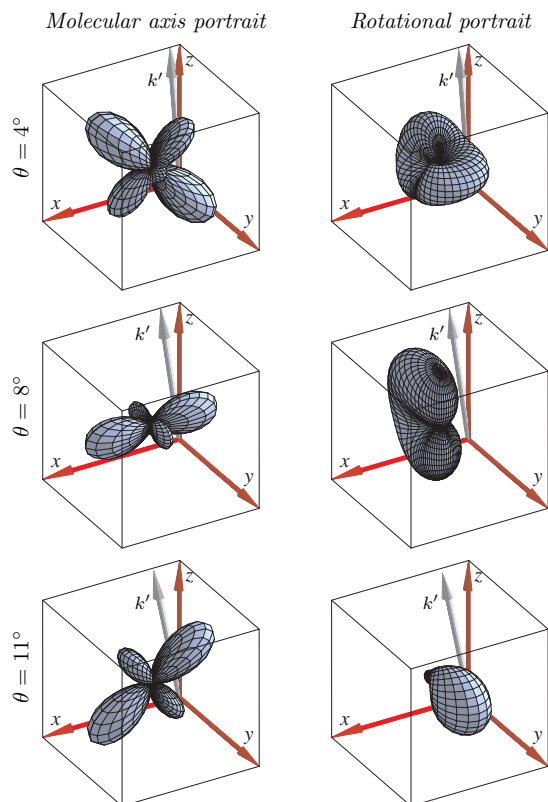 Molecular axis portrait Rotational portrait
θ = 4°
k′ z x y
k′ z x y
θ = 8°
k′ z x y
k′ z x y
θ = 11°
k′ z x y
k′ z x y